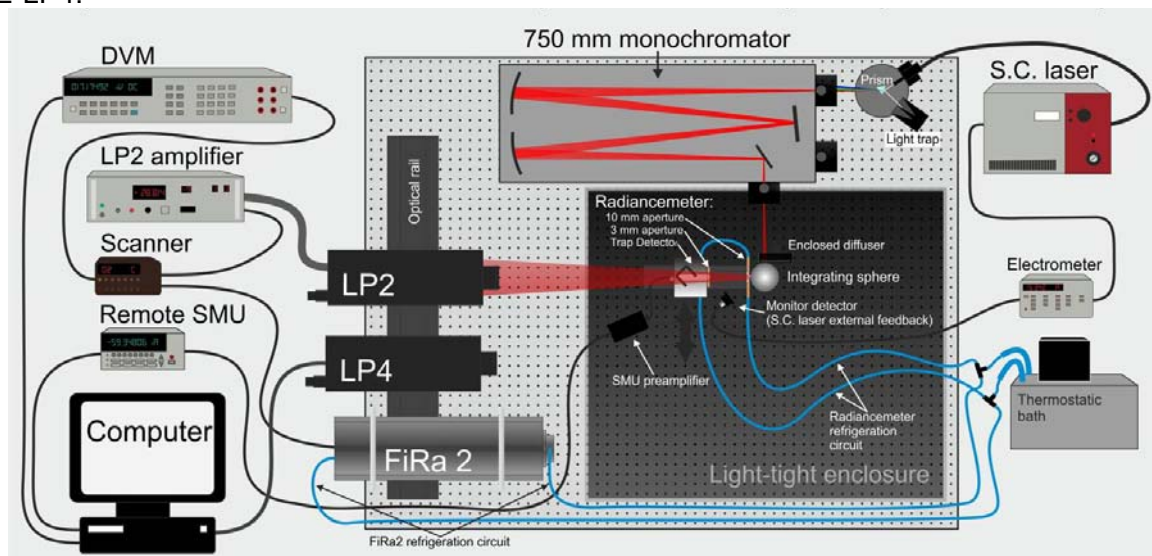 750 mm monochromator
DVM
S.C. laser
Prism
Light trap
LP2 amplifier
Optical rail
Radiancemeter:
10 mm aperture
3 mm aperture
Trap Detector
Enclosed diffuser
Scanner
LP2
Integrating sphere
Electrometer
Monitor detector
(S.C. laser external feedback)
Remote SMU
LP4
SMU preamplifier
Thermostatic
bath
Radiancemeter
refrigeration
circuit
Computer
FiRa 2
Light-tight enclosure
FiRa2 refrigeration circuit